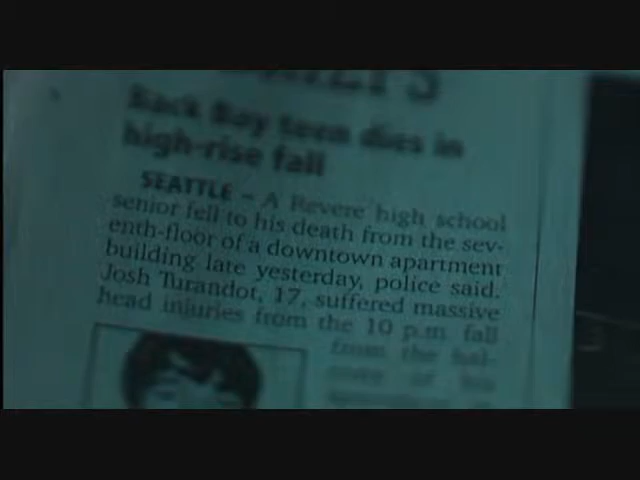 Back Bay teen dies in
high-rise fall
SEATTLE – A Revere high school
senior fell to his death from the sev-
enth-floor of a downtown apartment
building late yesterday, police said.
Josh Turandot, 17, suffered massive
head injuries from the 10 p.m. fall
from the bal-
cony of his